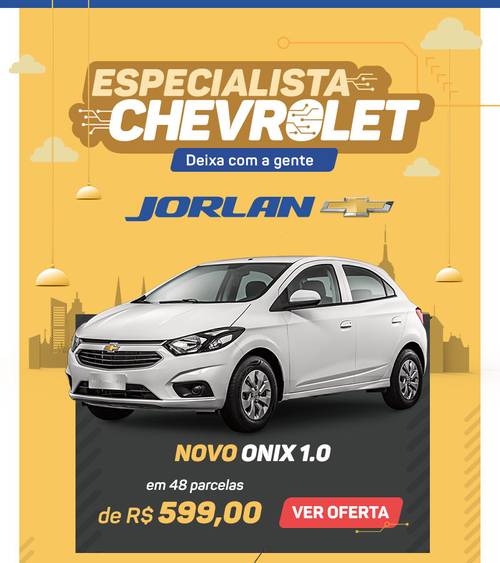 ESPECIALISTA
CHEVROLET
Deixa com a gente
JORLAN
NOVO ONIX 1.0
em 48 parcelas
de R$ 599,00
VER OFERTA